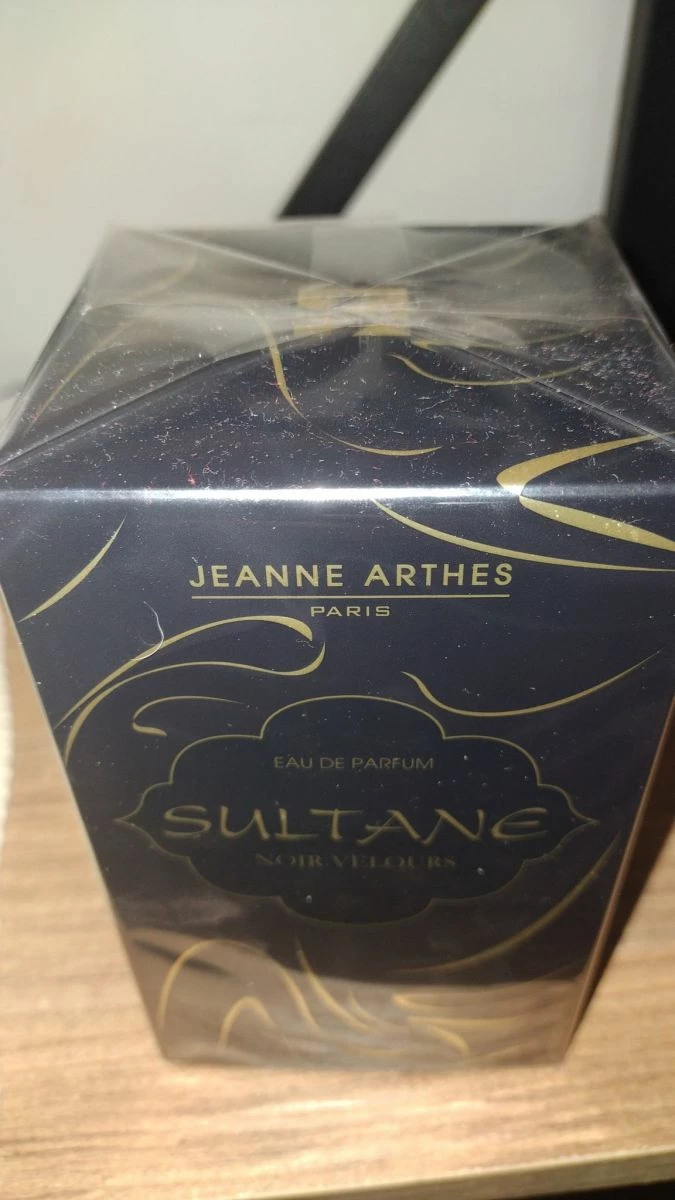 JEANNE ARTHES
PARIS
EAU DE PARFUM
SULTANE
NOIR VELOURS